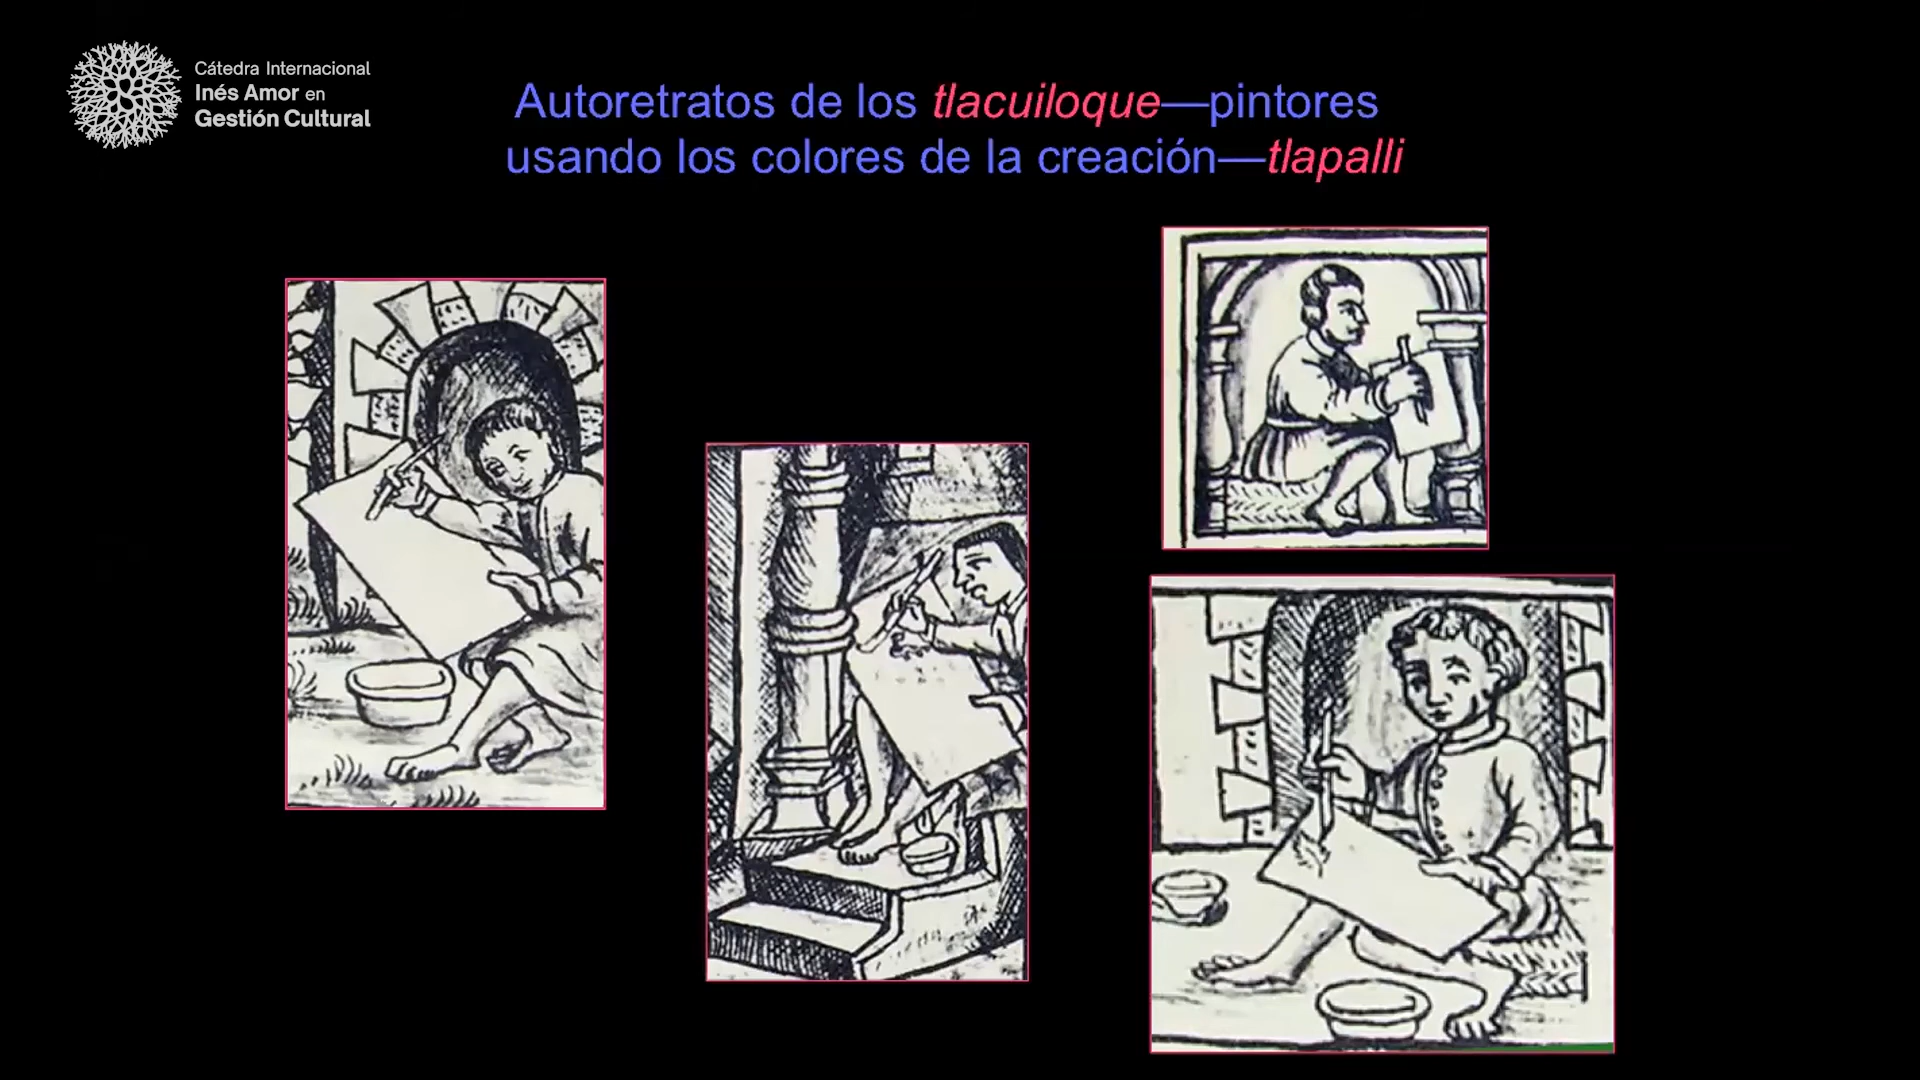 Cátedra Internacional
Inés Amor en
Gestión Cultural
Autoretratos de los tlacuiloque—pintores
usando los colores de la creación—tlapalli